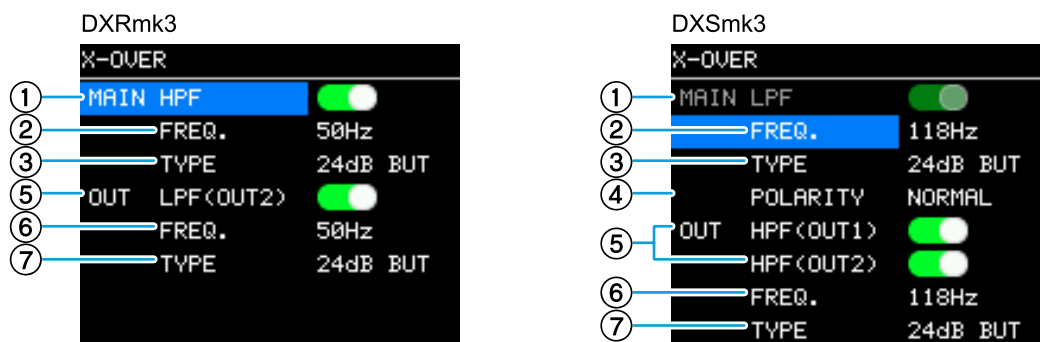 DXRmk3
X-OVER
① MAIN HPF
② FREQ. 50Hz
③ TYPE 24dB BUT
⑤ OUT LPF(OUT2)
⑥ FREQ. 50Hz
⑦ TYPE 24dB BUT
DXSmk3
X-OVER
① MAIN LPF
② FREQ. 118Hz
③ TYPE 24dB BUT
④ POLARITY NORMAL
⑤ OUT HPF(OUT1)
HPF(OUT2)
⑥ FREQ. 118Hz
⑦ TYPE 24dB BUT